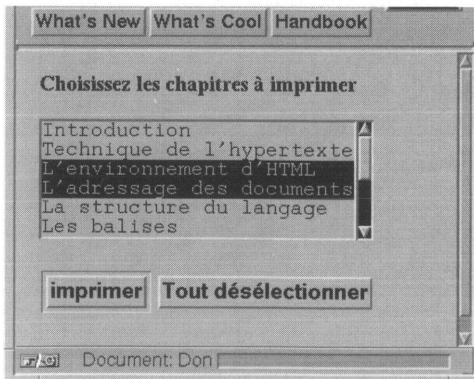 What's New What's Cool Handbook
Choisissez les chapitres à imprimer
Introduction
Technique de l'hypertexte
L'environnement d'HTML
L'adressage des documents
La structure du langage
Les balises
imprimer Tout désélectionner
Document: Don